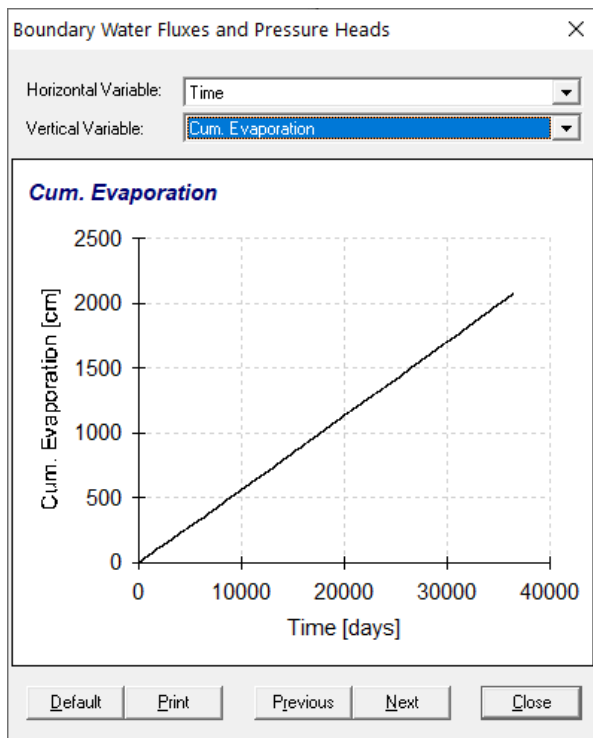 Boundary Water Fluxes and Pressure Heads
Horizontal Variable: Time
Vertical Variable: Cum. Evaporation
Cum. Evaporation
Cum. Evaporation [cm]
2500
2000
1500
1000
500
0
0 10000 20000 30000 40000
Time [days]
Default Print Previous Next Close